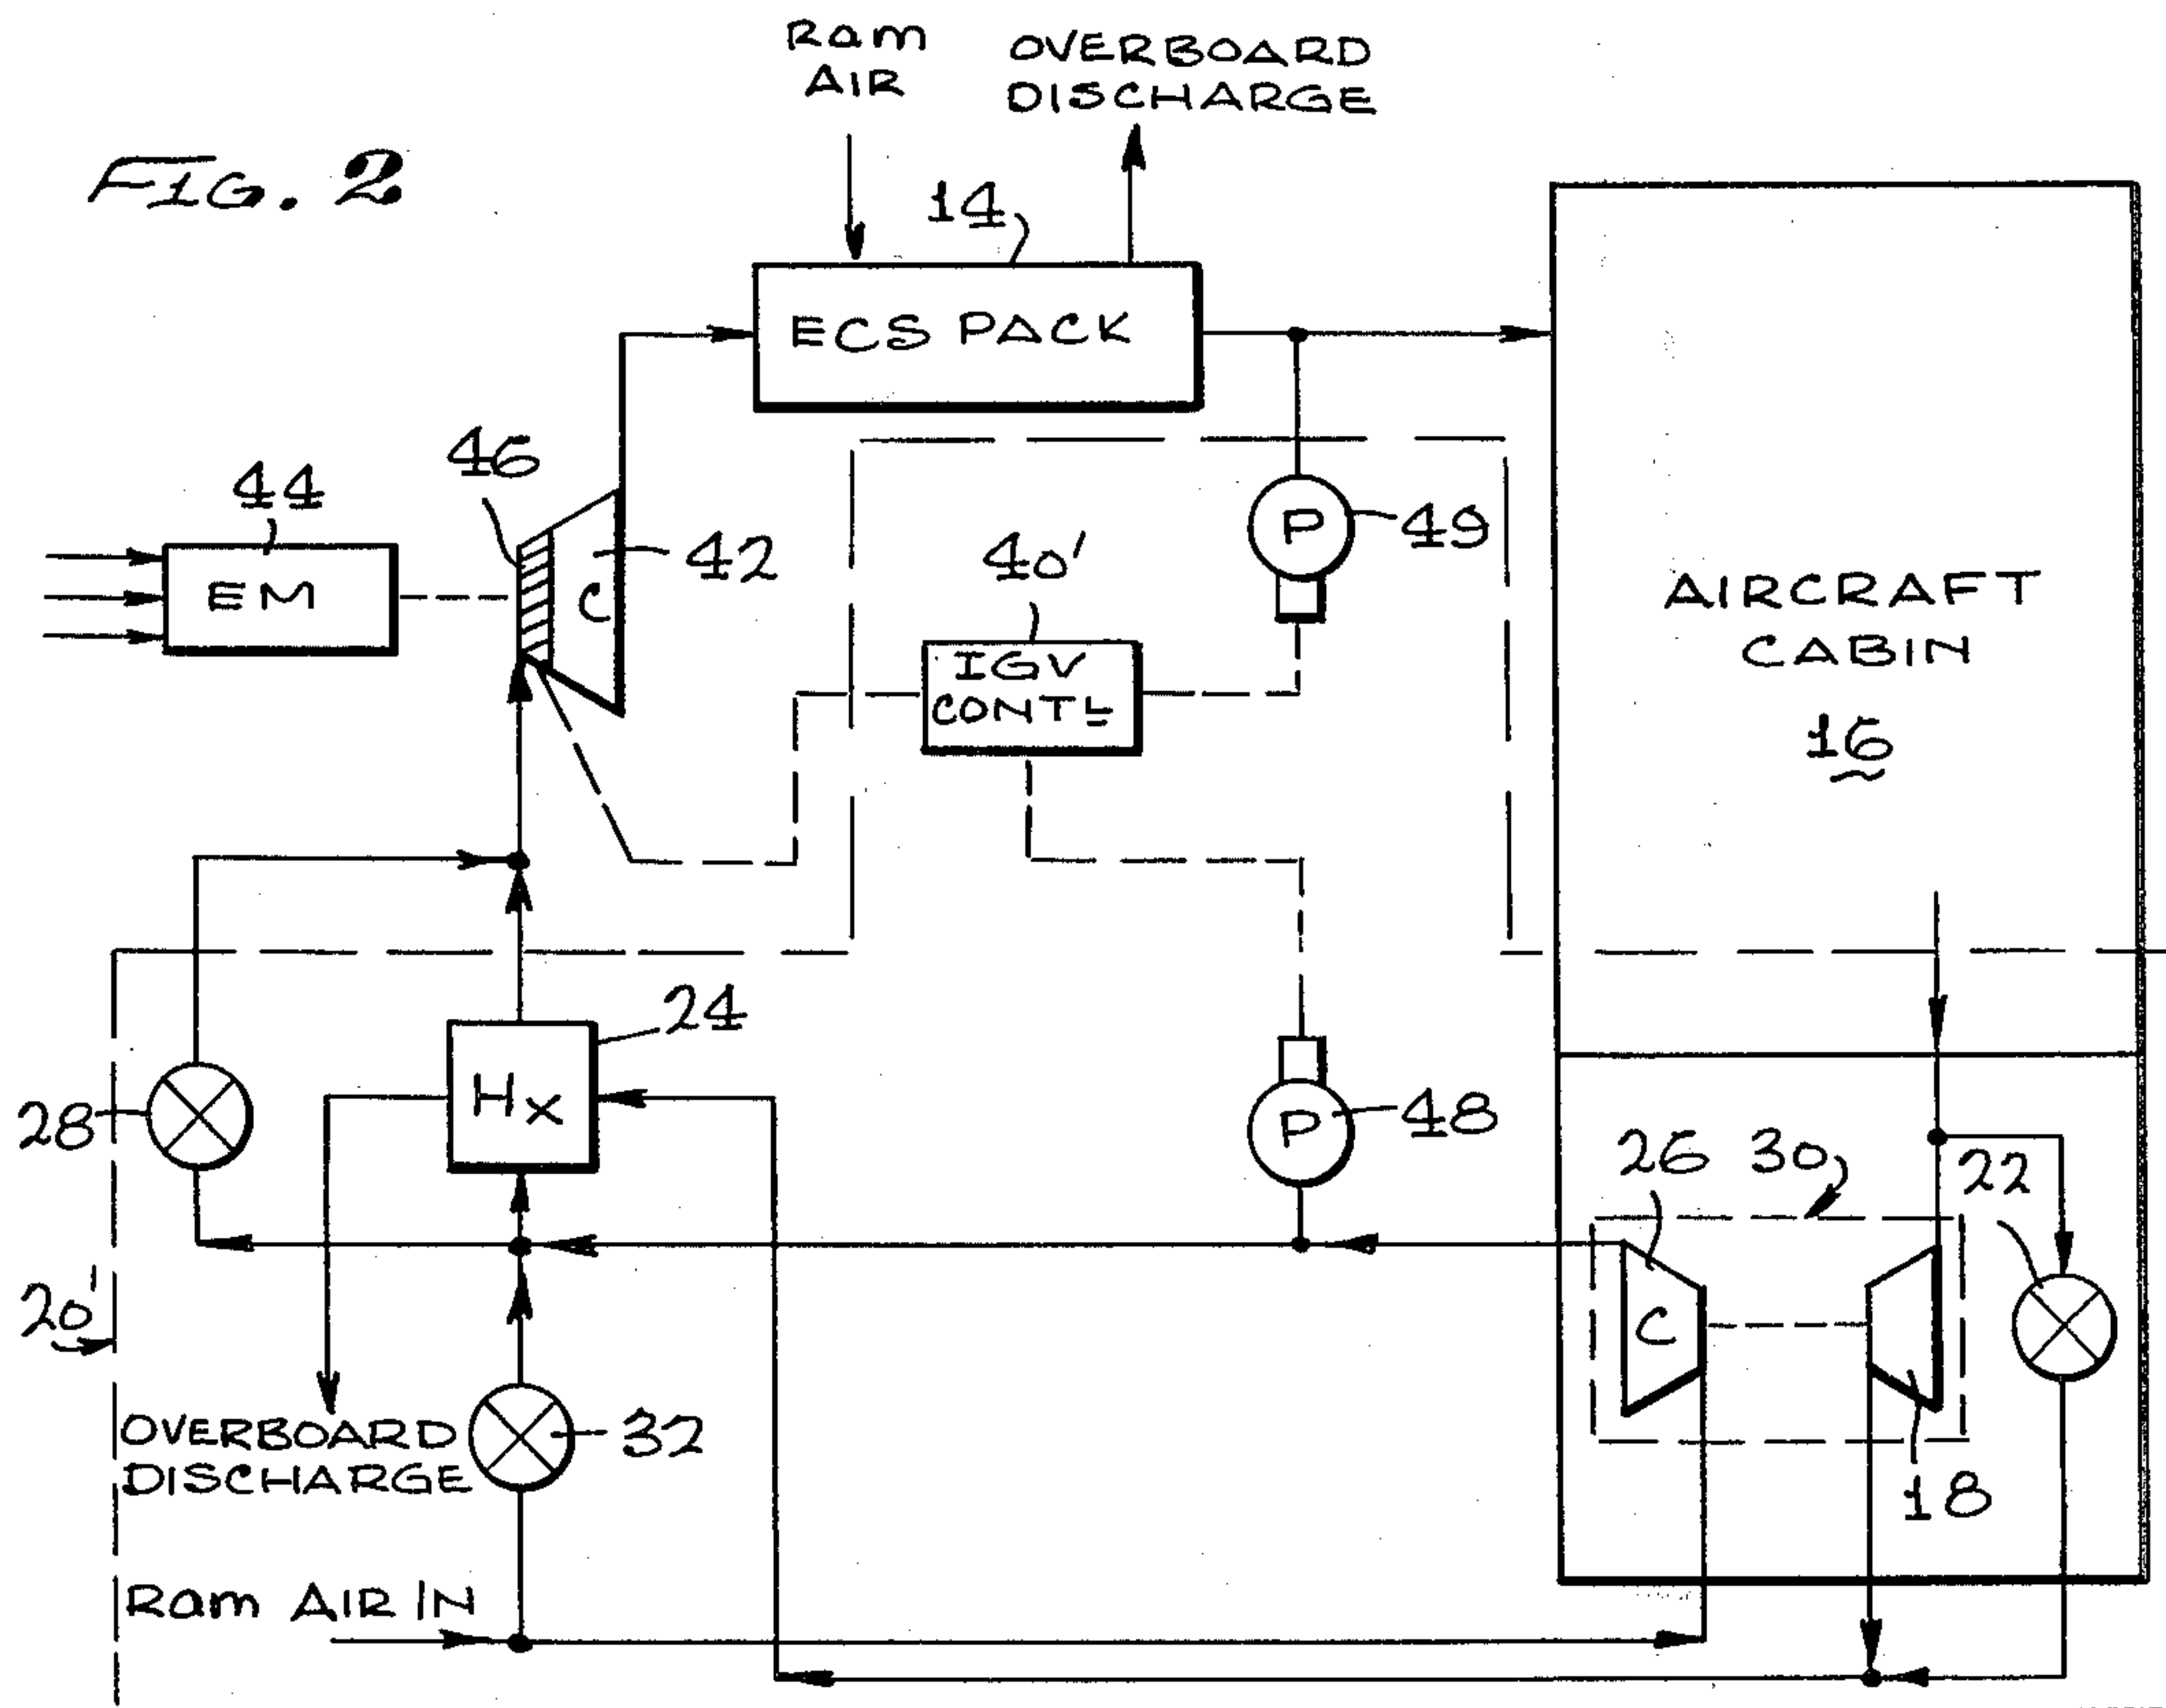 Ram
AIR
OVERBOARD
DISCHARGE
FIG. 2
14
ECS PACK
46
44
EM
42
C
P
49
40'
IGV
CONTL
AIRCRAFT
CABIN
16
24
HX
28
P
48
26
30
22
C
20'
32
18
OVERBOARD
DISCHARGE
Ram AIR IN